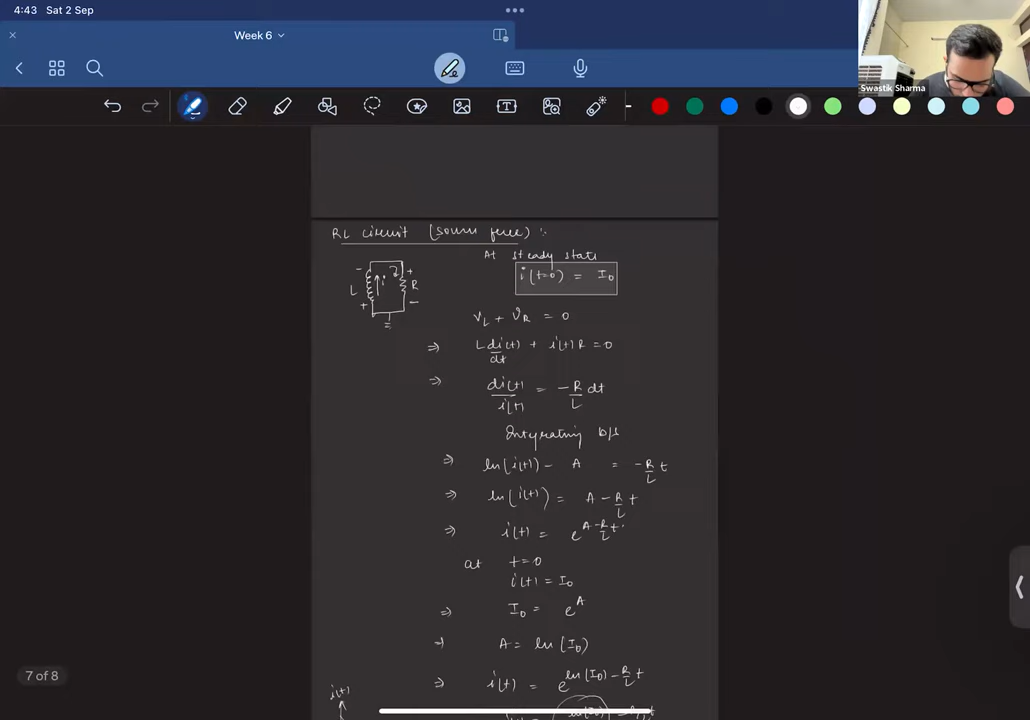 4:43 Sat 2 Sep
Week 6
Swastik Sharma
RL circuit (source free) :
At steady state
i(t=0) = I₀
L i R
- +
+ -
v_L + v_R = 0
⇒ L di(t)/dt + i(t)R = 0
⇒ di(t)/i(t) = -R/L dt
Integrating b/s
⇒ ln(i(t)) - A = -R/L t
⇒ ln(i(t)) = A - R/L t
⇒ i(t) = e^(A - R/L t)
at t=0
i(t) = I₀
⇒ I₀ = e^A
⇒ A = ln(I₀)
⇒ i(t) = e^(ln(I₀) - R/L t)
i(t)
7 of 8